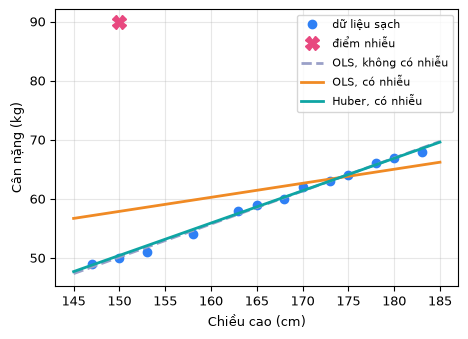 90
80
70
60
50
Cân nặng (kg)
dữ liệu sạch
điểm nhiễu
OLS, không có nhiễu
OLS, có nhiễu
Huber, có nhiễu
145 150 155 160 165 170 175 180 185
Chiều cao (cm)